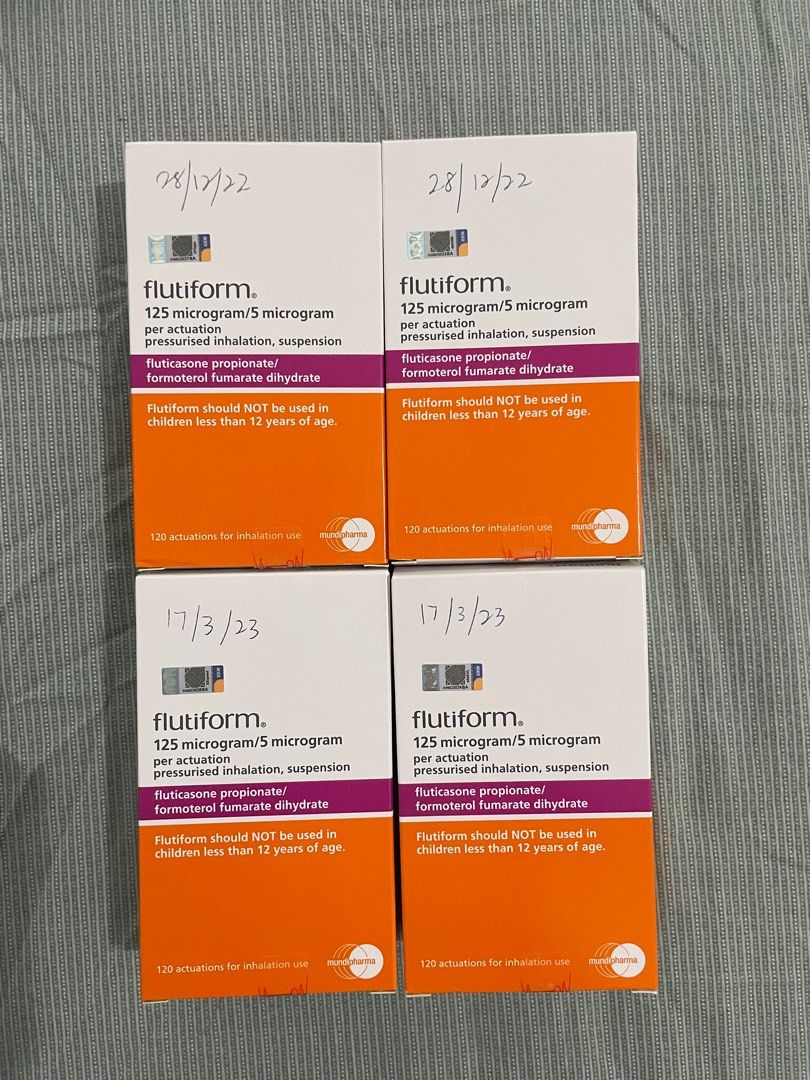 28/12/22
flutiform®
125 microgram/5 microgram
per actuation
pressurised inhalation, suspension
fluticasone propionate/
formoterol fumarate dihydrate
Flutiform should NOT be used in
children less than 12 years of age.
120 actuations for inhalation use
mundipharma
28/12/22
flutiform®
125 microgram/5 microgram
per actuation
pressurised inhalation, suspension
fluticasone propionate/
formoterol fumarate dihydrate
Flutiform should NOT be used in
children less than 12 years of age.
120 actuations for inhalation use
mundipharma
17/3/23
flutiform®
125 microgram/5 microgram
per actuation
pressurised inhalation, suspension
fluticasone propionate/
formoterol fumarate dihydrate
Flutiform should NOT be used in
children less than 12 years of age.
120 actuations for inhalation use
mundipharma
17/3/23
flutiform®
125 microgram/5 microgram
per actuation
pressurised inhalation, suspension
fluticasone propionate/
formoterol fumarate dihydrate
Flutiform should NOT be used in
children less than 12 years of age.
120 actuations for inhalation use
mundipharma